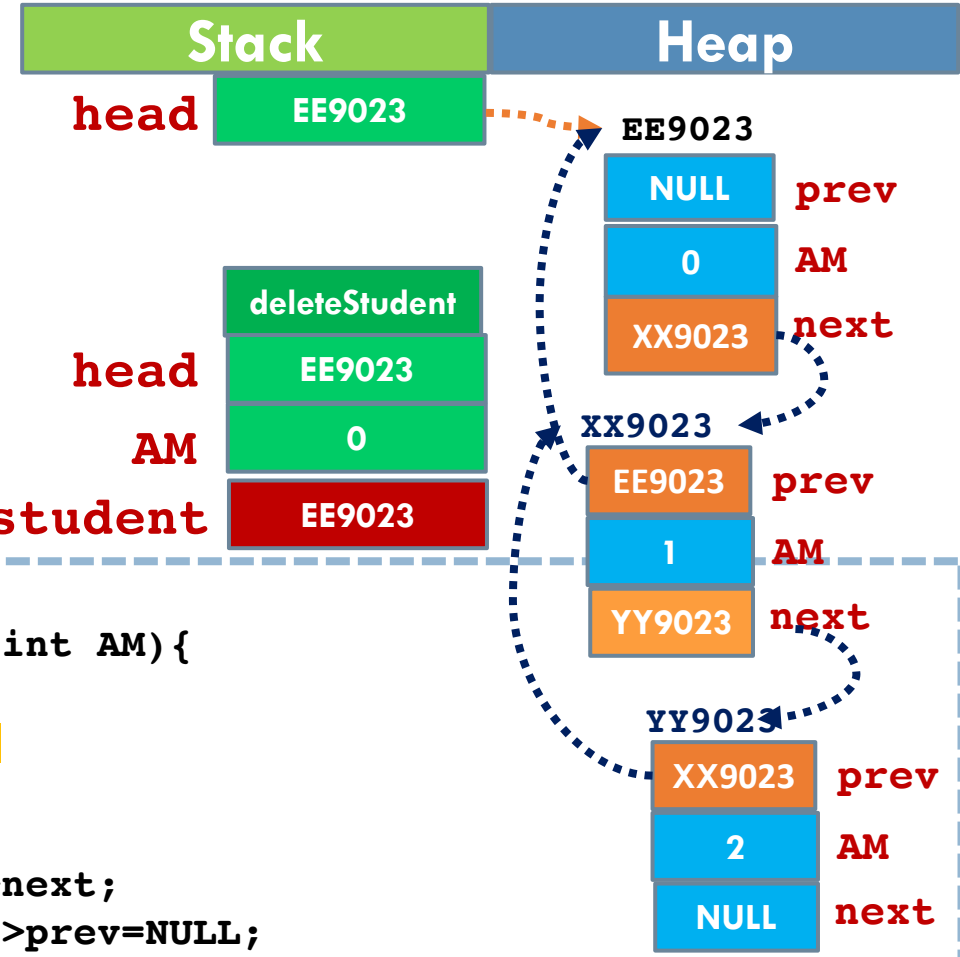 Stack Heap
head EE9023
EE9023
NULL prev
0 AM
XX9023 next
deleteStudent
head EE9023
AM 0
student EE9023
XX9023
EE9023 prev
1 AM
YY9023 next
int AM){
YY9023
XX9023 prev
2 AM
NULL next
next;
>prev=NULL;